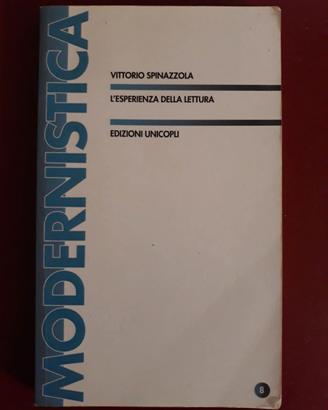 MODERNISTICA
VITTORIO SPINAZZOLA
L'ESPERIENZA DELLA LETTURA
EDIZIONI UNICOPLI
8